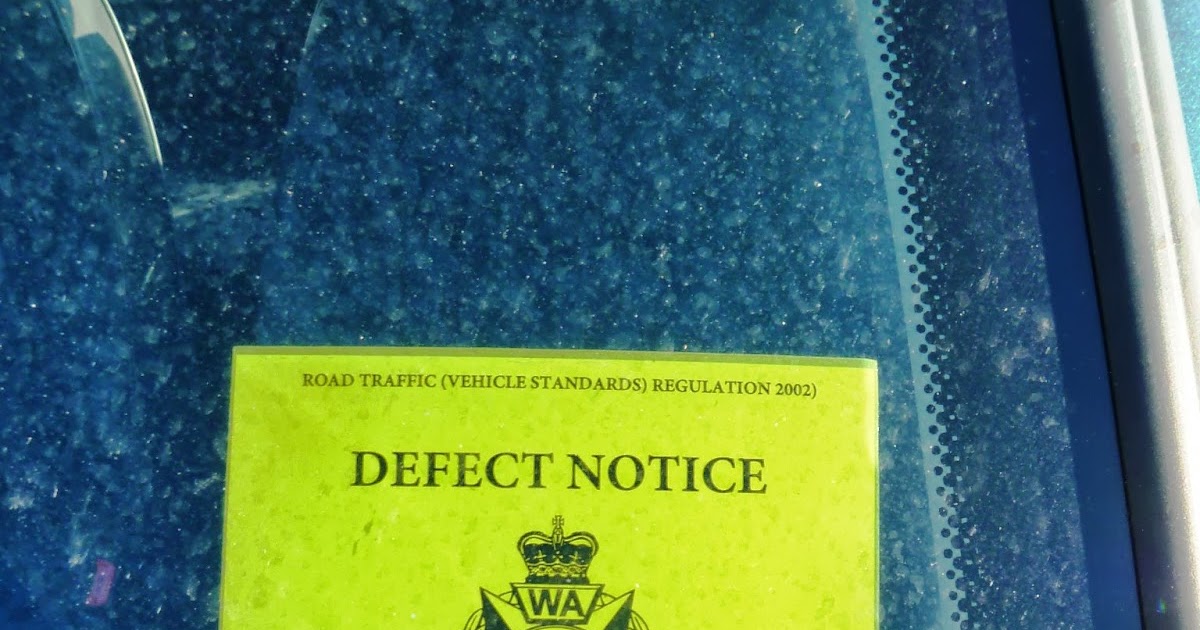 ROAD TRAFFIC (VEHICLE STANDARDS) REGULATION 2002)
DEFECT NOTICE
WA